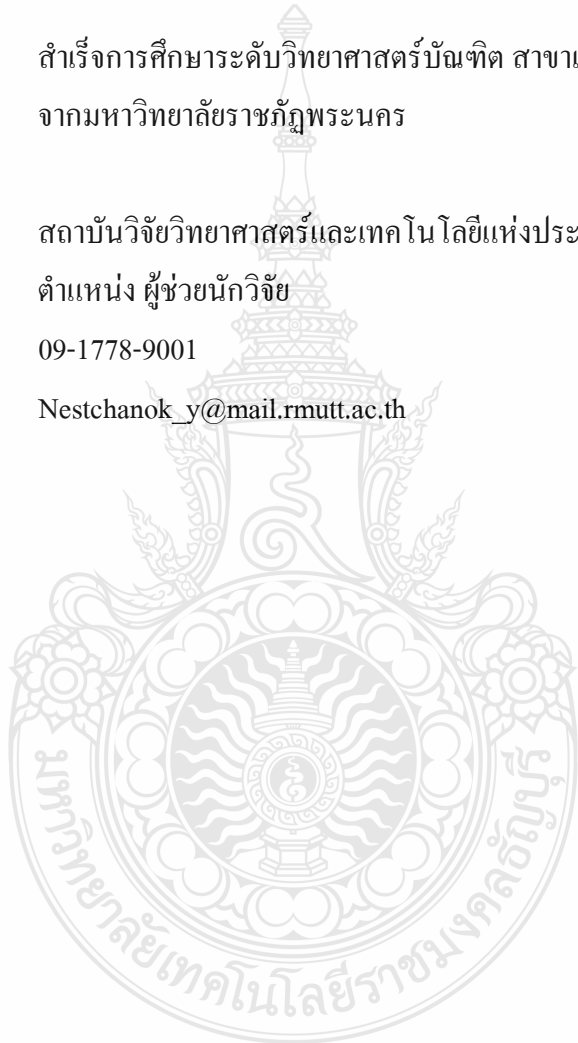 สำเร็จการศึกษาระดับวิทยาศาสตร์บัณฑิต
จากมหาวิทยาลัยราชภัฏพระนคร
สถาบันวิจัยวิทยาศาสตร์และเทคโนโลยีแห่งประ
ตำแหน่ง ผู้ช่วยนักวิจัย
09-1778-9001
Nestchanok_y@mail.rmutt.ac.th
มหาวิทยาลัยเทคโนโลยีราชมงคลธัญบุรี